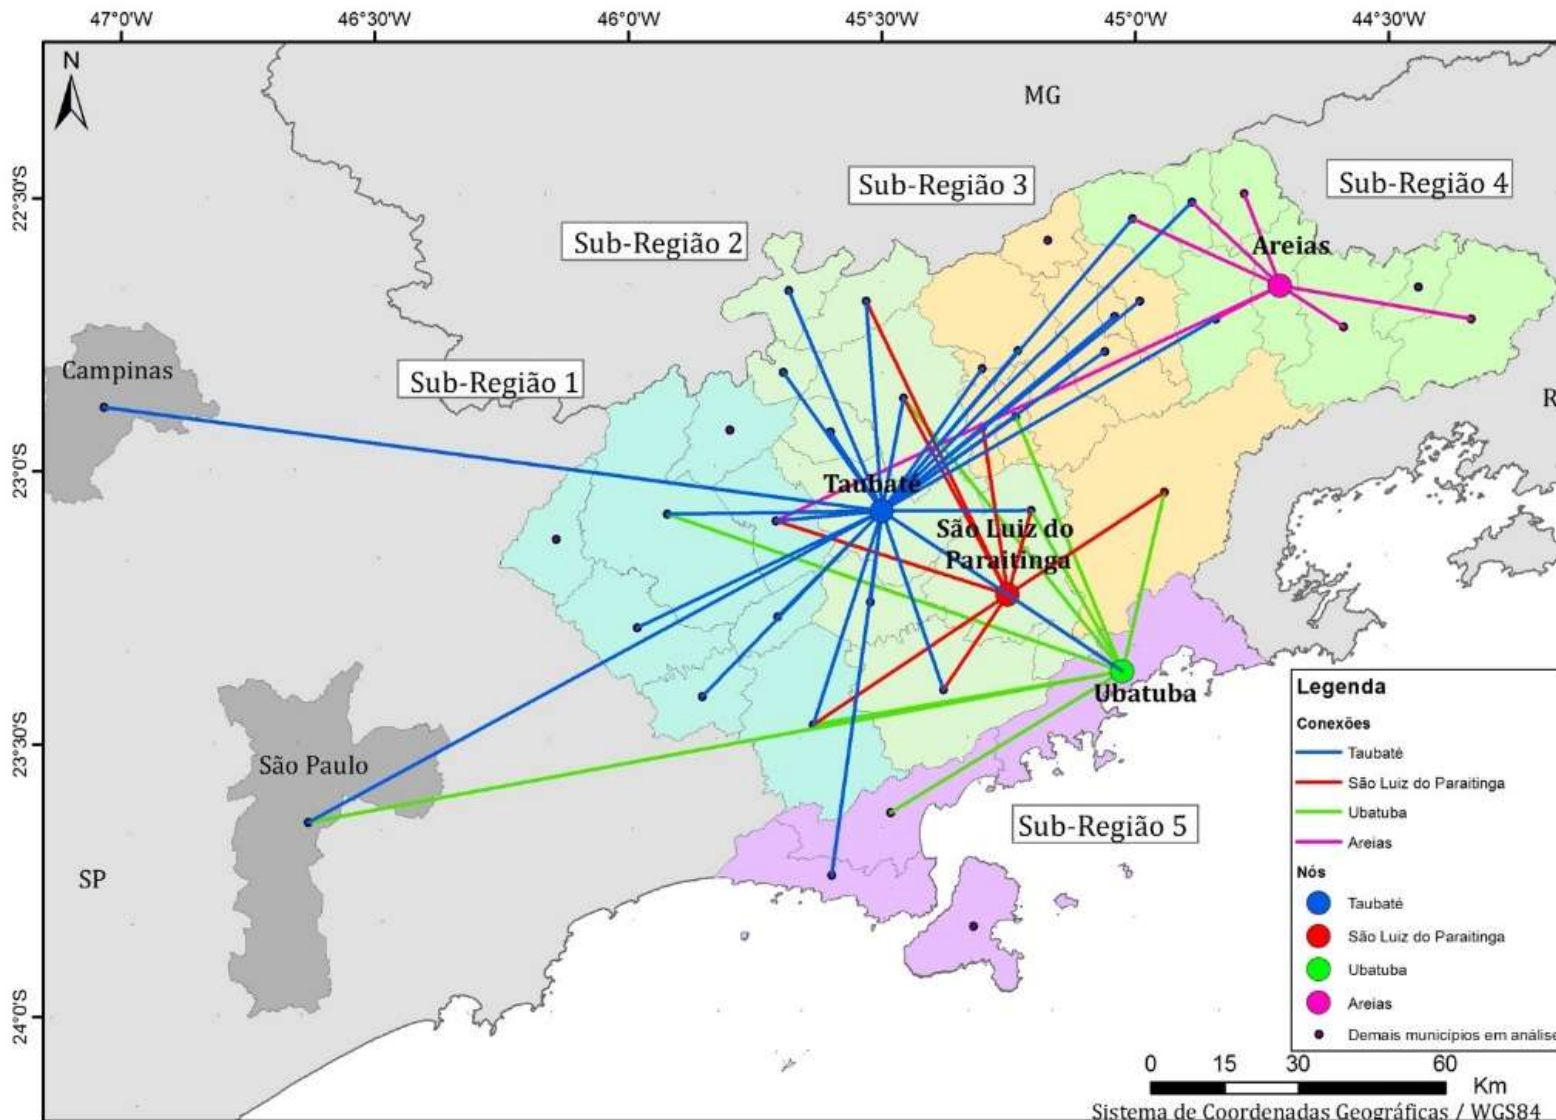 47°0'W 46°30'W 46°0'W 45°30'W 45°0'W 44°30'W
N
MG
22°30'S
Sub-Região 3
Sub-Região 4
Sub-Região 2
Areias
Campinas
Sub-Região 1
R
23°0'S
Taubaté
São Luiz do
Paraitinga
Ubatuba
23°30'S
São Paulo
Sub-Região 5
SP
24°0'S
Legenda
Conexões
Taubaté
São Luiz do Paraitinga
Ubatuba
Areias
Nós
Taubaté
São Luiz do Paraitinga
Ubatuba
Areias
Demais municípios em análise
0 15 30 60
Km
Sistema de Coordenadas Geográficas / WGS84